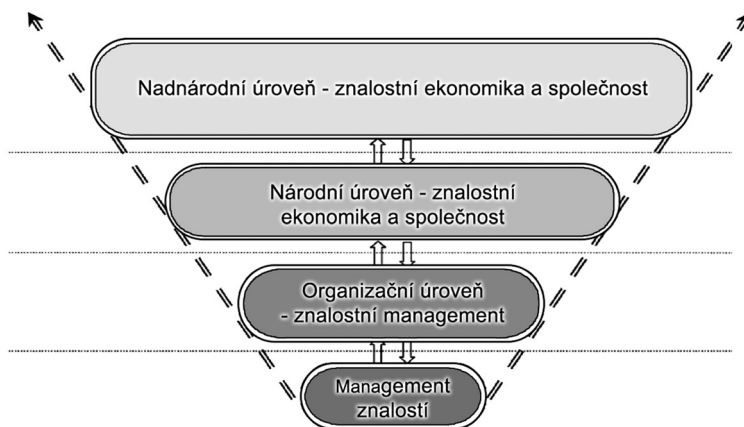 Nadnárodní úroveň - znalostní ekonomika a společnost
Národní úroveň - znalostní
ekonomika a společnost
Organizační úroveň
- znalostní management
Management
znalostí